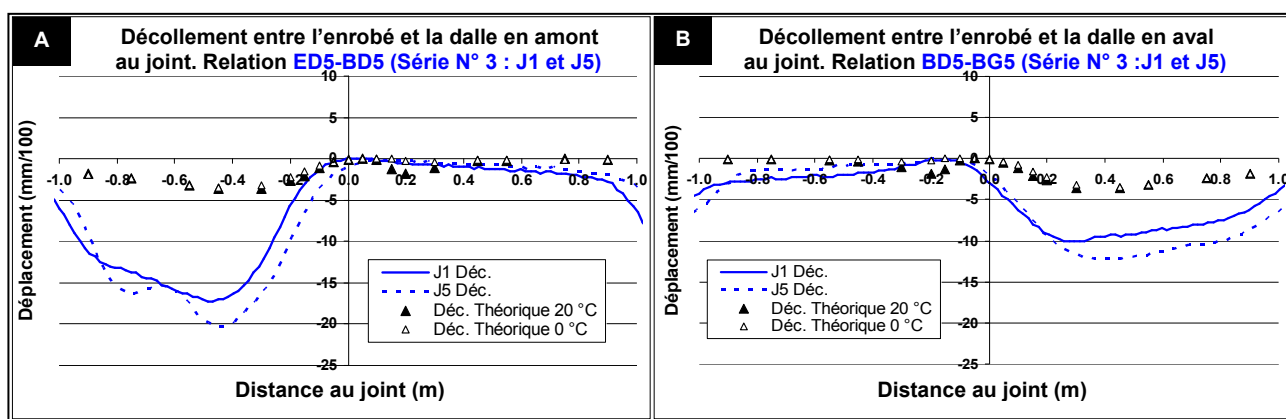 A
Décollement entre l'enrobé et la dalle en amont
au joint. Relation ED5-BD5 (Série N° 3 : J1 et J5)
10
5
0
-5
-10
-15
-20
-25
-1.0 -0.8 -0.6 -0.4 -0.2 0.0 0.2 0.4 0.6 0.8 1.0
Déplacement (mm/100)
J1 Déc.
J5 Déc.
Déc. Théorique 20 °C
Déc. Théorique 0 °C
Distance au joint (m)
B
Décollement entre l'enrobé et la dalle en aval
au joint. Relation BD5-BG5 (Série N° 3 :J1 et J5)
10
5
0
-5
-10
-15
-20
-25
-1.0 -0.8 -0.6 -0.4 -0.2 0.0 0.2 0.4 0.6 0.8 1.0
Déplacement (mm/100)
J1 Déc.
J5 Déc.
Déc. Théorique 20 °C
Déc. Théorique 0 °C
Distance au joint (m)